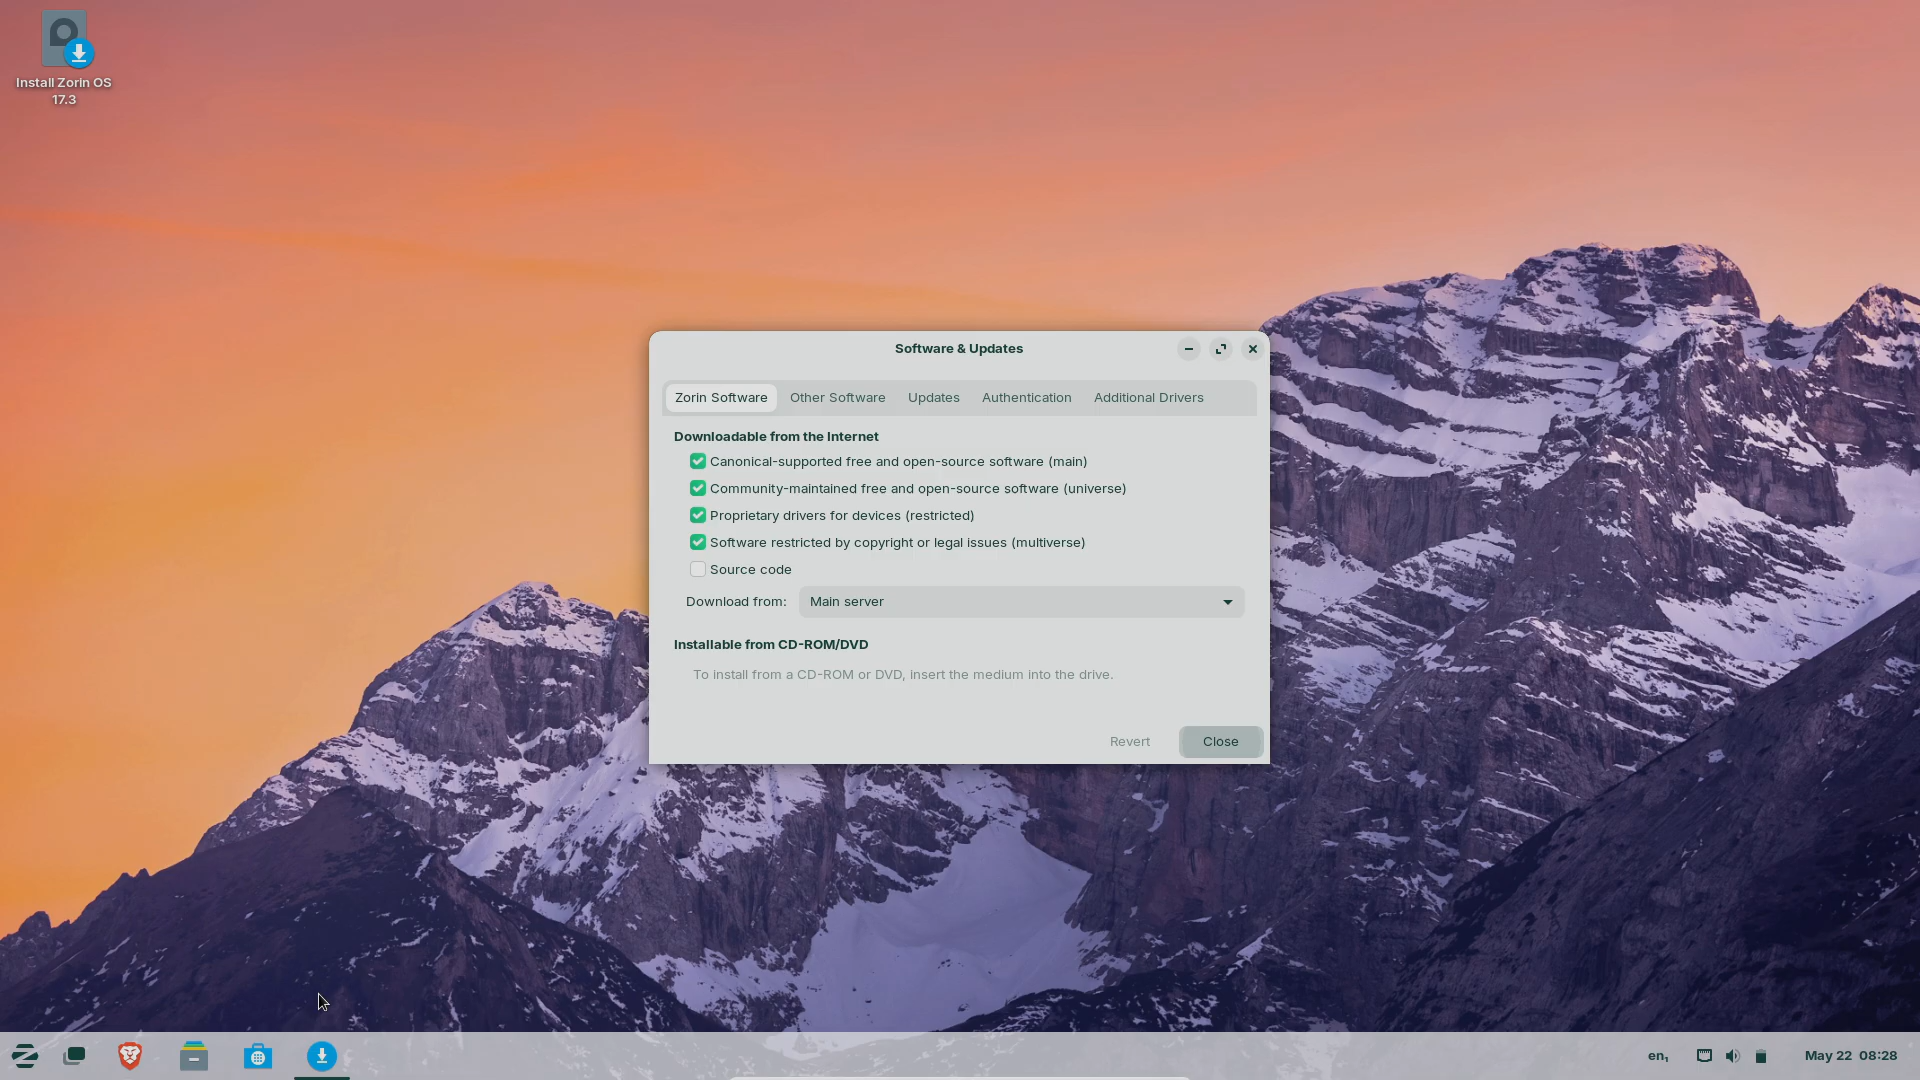 Install Zorin OS
17.3
Software & Updates
Zorin Software Other Software Updates Authentication Additional Drivers
Downloadable from the Internet
Canonical-supported free and open-source software (main)
Community-maintained free and open-source software (universe)
Proprietary drivers for devices (restricted)
Software restricted by copyright or legal issues (multiverse)
Source code
Download from: Main server
Installable from CD-ROM/DVD
To install from a CD-ROM or DVD, insert the medium into the drive.
Revert Close
en₁ May 22 08:28